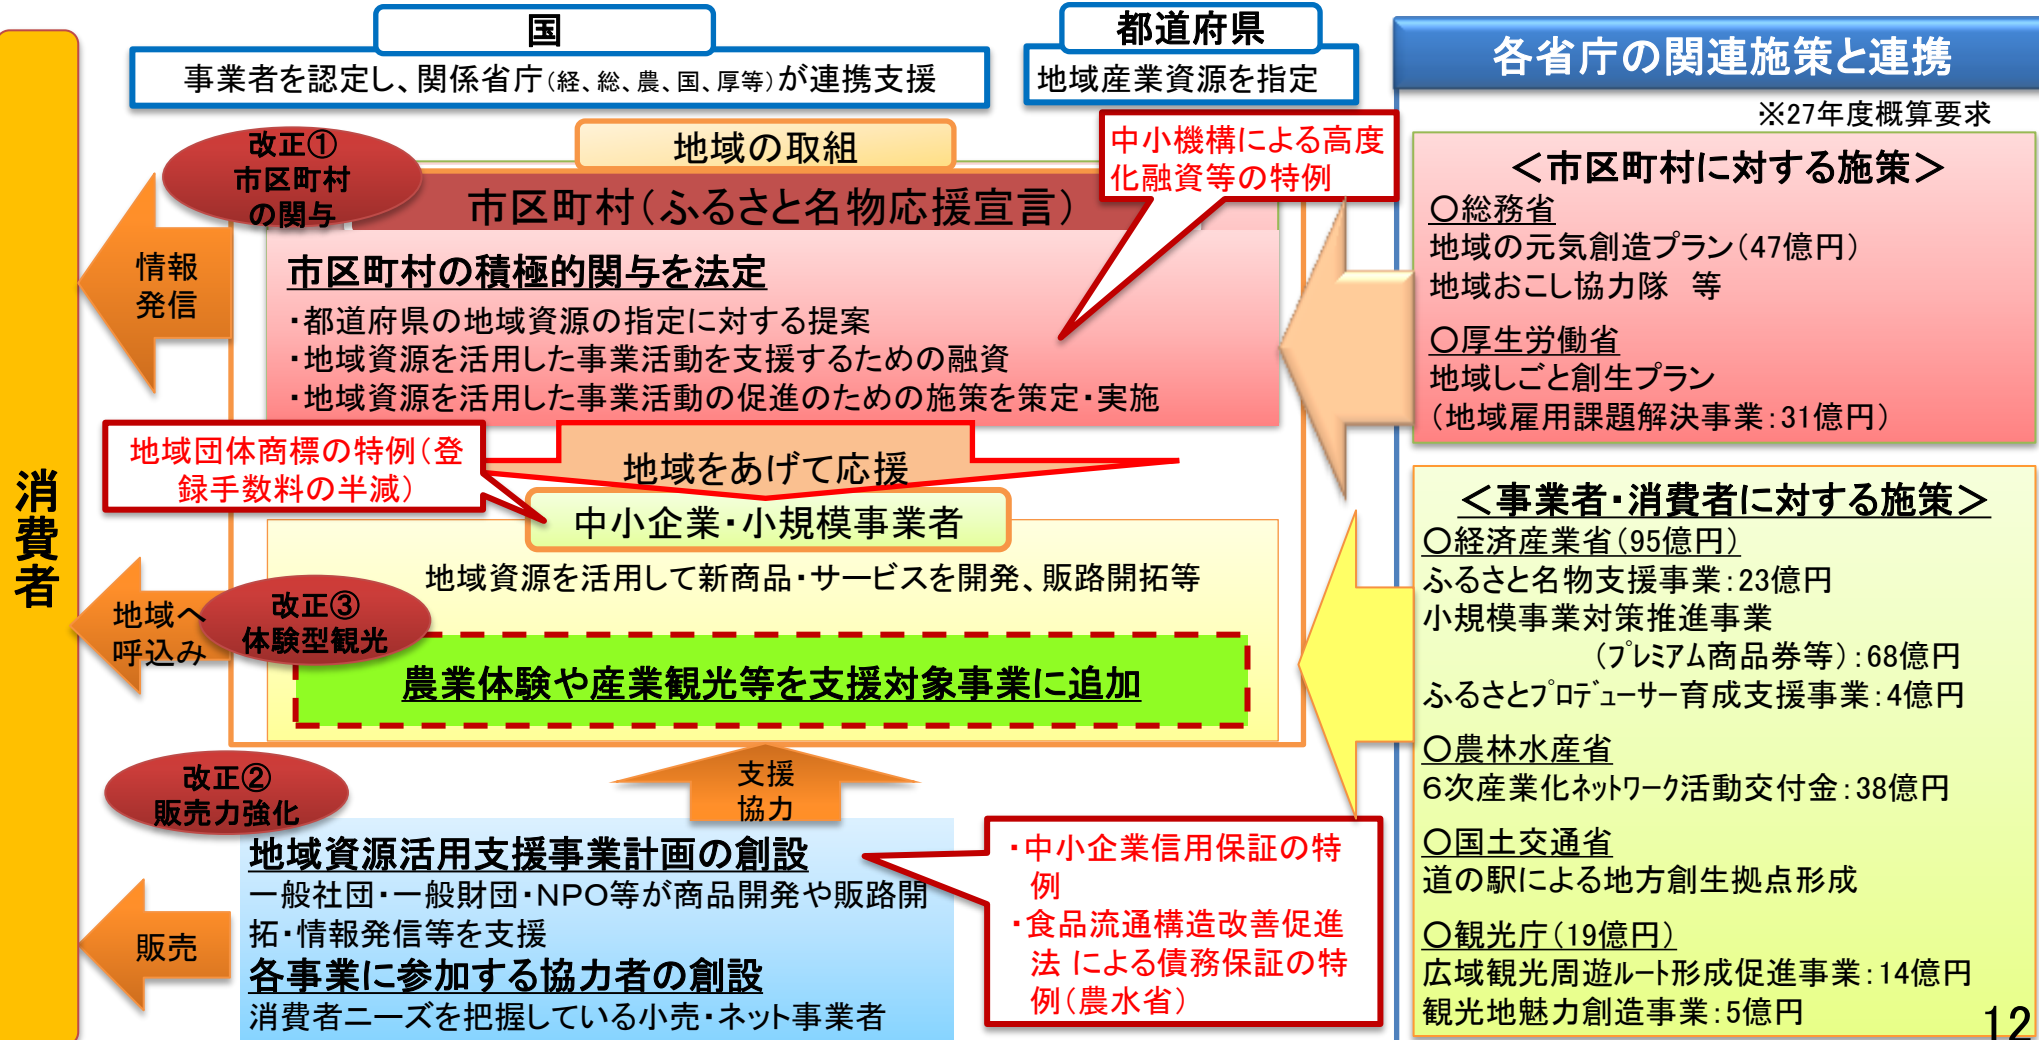 国
事業者を認定し、関係省庁(経、総、農、国、厚等)が連携支援
都道府県
地域産業資源を指定
各省庁の関連施策と連携
※27年度概算要求
改正①
市区町村
の関与
地域の取組
中小機構による高度
化融資等の特例
市区町村(ふるさと名物応援宣言)
市区町村の積極的関与を法定
・都道府県の地域資源の指定に対する提案
・地域資源を活用した事業活動を支援するための融資
・地域資源を活用した事業活動の促進のための施策を策定・実施
情報
発信
消費者
地域団体商標の特例(登
録手数料の半減)
地域をあげて応援
中小企業・小規模事業者
地域資源を活用して新商品・サービスを開発、販路開拓等
地域へ
呼込み
改正③
体験型観光
農業体験や産業観光等を支援対象事業に追加
支援
協力
改正②
販売力強化
地域資源活用支援事業計画の創設
一般社団・一般財団・NPO等が商品開発や販路開
拓・情報発信等を支援
各事業に参加する協力者の創設
消費者ニーズを把握している小売・ネット事業者
販売
・中小企業信用保証の特
例
・食品流通構造改善促進
法 による債務保証の特
例(農水省)
<市区町村に対する施策>
○総務省
地域の元気創造プラン(47億円)
地域おこし協力隊 等
○厚生労働省
地域しごと創生プラン
(地域雇用課題解決事業:31億円)
<事業者・消費者に対する施策>
○経済産業省(95億円)
ふるさと名物支援事業:23億円
小規模事業対策推進事業
(プレミアム商品券等):68億円
ふるさとプロデューサー育成支援事業:4億円
○農林水産省
6次産業化ネットワーク活動交付金:38億円
○国土交通省
道の駅による地方創生拠点形成
○観光庁(19億円)
広域観光周遊ルート形成促進事業:14億円
観光地魅力創造事業:5億円
12